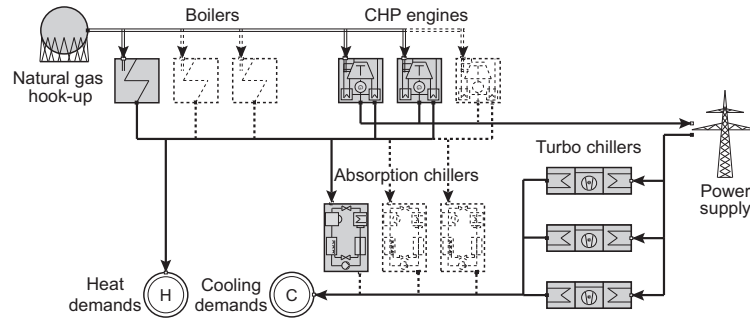 Boilers
CHP engines
Natural gas
hook-up
T
T
T
Turbo chillers
Absorption chillers
Power
supply
Heat
demands
H
Cooling
demands
C